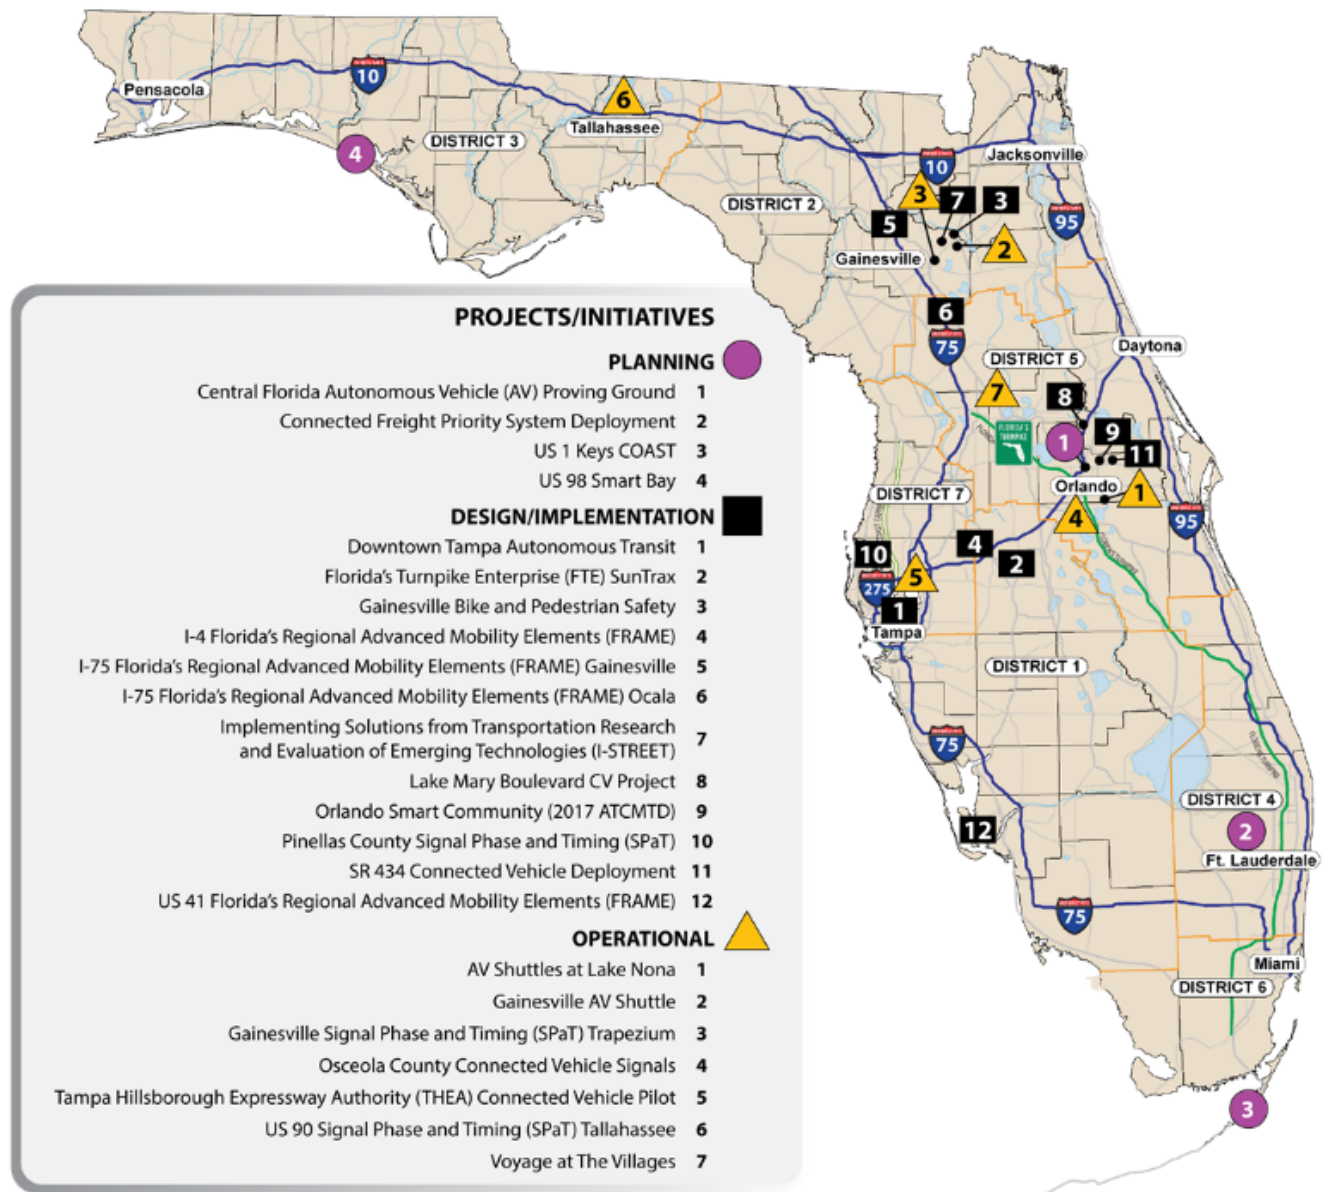 Pensacola
10
6
Tallahassee
4
DISTRICT 3
DISTRICT 2
10
Jacksonville
3
7
3
5
95
2
Gainesville
6
75
Daytona
DISTRICT 5
7
8
FLORIDA'S
TURNPIKE
1
9
11
Orlando
1
DISTRICT 7
4
95
4
10
2
5
275
1
Tampa
DISTRICT 1
75
DISTRICT 4
12
2
Ft. Lauderdale
75
Miami
DISTRICT 6
3
PROJECTS/INITIATIVES
PLANNING
Central Florida Autonomous Vehicle (AV) Proving Ground 1
Connected Freight Priority System Deployment 2
US 1 Keys COAST 3
US 98 Smart Bay 4
DESIGN/IMPLEMENTATION
Downtown Tampa Autonomous Transit 1
Florida's Turnpike Enterprise (FTE) SunTrax 2
Gainesville Bike and Pedestrian Safety 3
I-4 Florida's Regional Advanced Mobility Elements (FRAME) 4
I-75 Florida's Regional Advanced Mobility Elements (FRAME) Gainesville 5
I-75 Florida's Regional Advanced Mobility Elements (FRAME) Ocala 6
Implementing Solutions from Transportation Research
and Evaluation of Emerging Technologies (I-STREET) 7
Lake Mary Boulevard CV Project 8
Orlando Smart Community (2017 ATCMTD) 9
Pinellas County Signal Phase and Timing (SPaT) 10
SR 434 Connected Vehicle Deployment 11
US 41 Florida's Regional Advanced Mobility Elements (FRAME) 12
OPERATIONAL
AV Shuttles at Lake Nona 1
Gainesville AV Shuttle 2
Gainesville Signal Phase and Timing (SPaT) Trapezium 3
Osceola County Connected Vehicle Signals 4
Tampa Hillsborough Expressway Authority (THEA) Connected Vehicle Pilot 5
US 90 Signal Phase and Timing (SPaT) Tallahassee 6
Voyage at The Villages 7